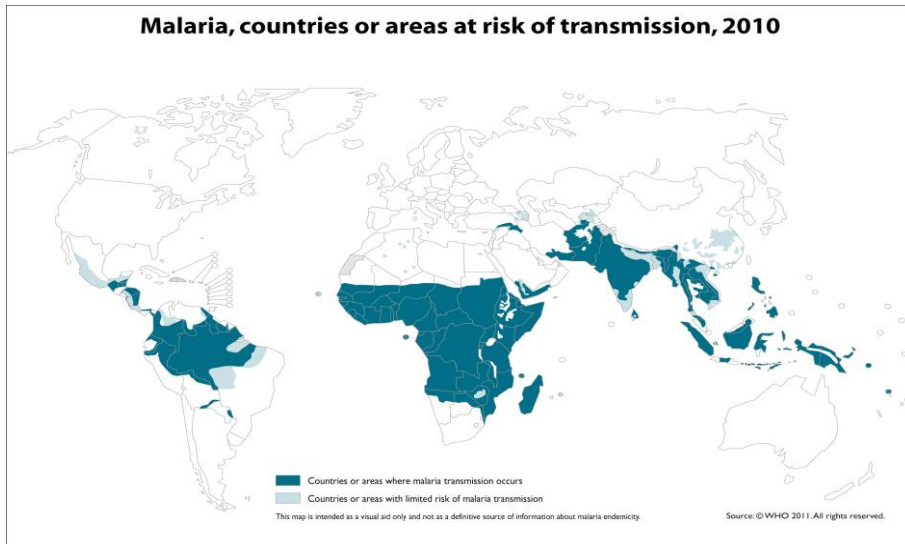 Malaria, countries or areas at risk of transmission, 2010
Countries or areas where malaria transmission occurs
Countries or areas with limited risk of malaria transmission
This map is intended as a visual aid only and not as a definitive source of information about malaria endemicity.
Source: © WHO 2011. All rights reserved.